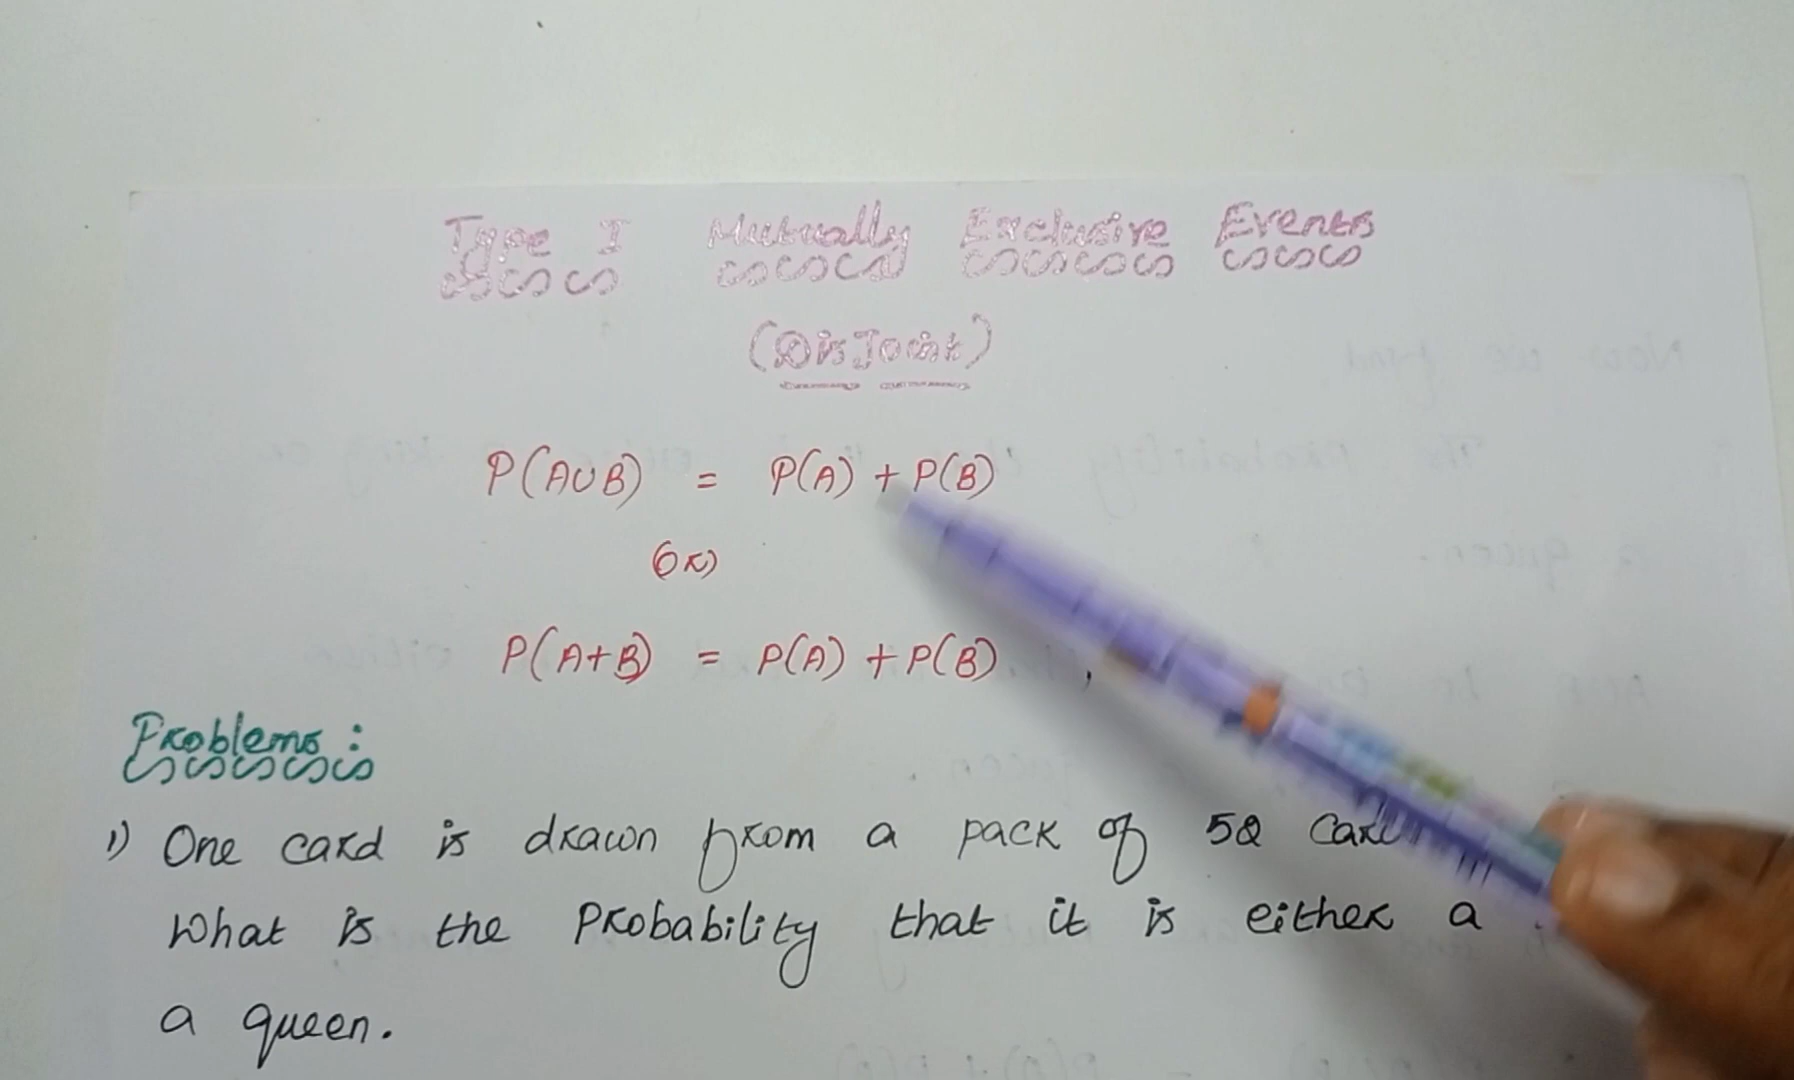 Type I Mutually Exclusive Events
(DisJoint)
P(A∪B) = P(A) + P(B)
(or)
P(A+B) = P(A) + P(B)
Problems:
1) One card is drawn from a pack of 52
What is the Probability that it is either a
a queen.